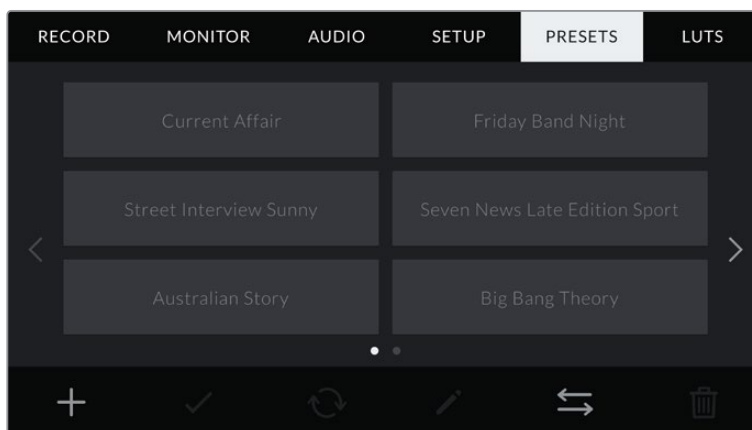 RECORD MONITOR AUDIO SETUP PRESETS LUTS
Current Affair Friday Band Night
Street Interview Sunny Seven News Late Edition Sport
Australian Story Big Bang Theory